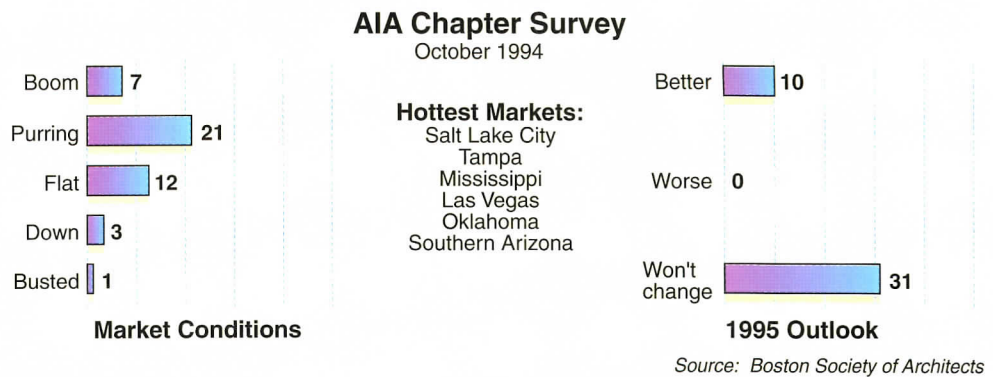 AIA Chapter Survey
October 1994
Boom 7
Purring 21
Flat 12
Down 3
Busted 1
Market Conditions
Hottest Markets:
Salt Lake City
Tampa
Mississippi
Las Vegas
Oklahoma
Southern Arizona
Better 10
Worse 0
Won't
change 31
1995 Outlook
Source: Boston Society of Architects